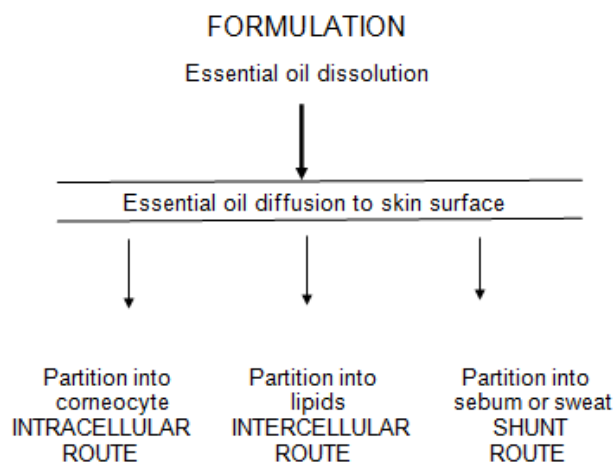 FORMULATION
Essential oil dissolution
Essential oil diffusion to skin surface
Partition into
corneocyte
INTRACELLULAR
ROUTE
Partition into
lipids
INTERCELLULAR
ROUTE
Partition into
sebum or sweat
SHUNT
ROUTE